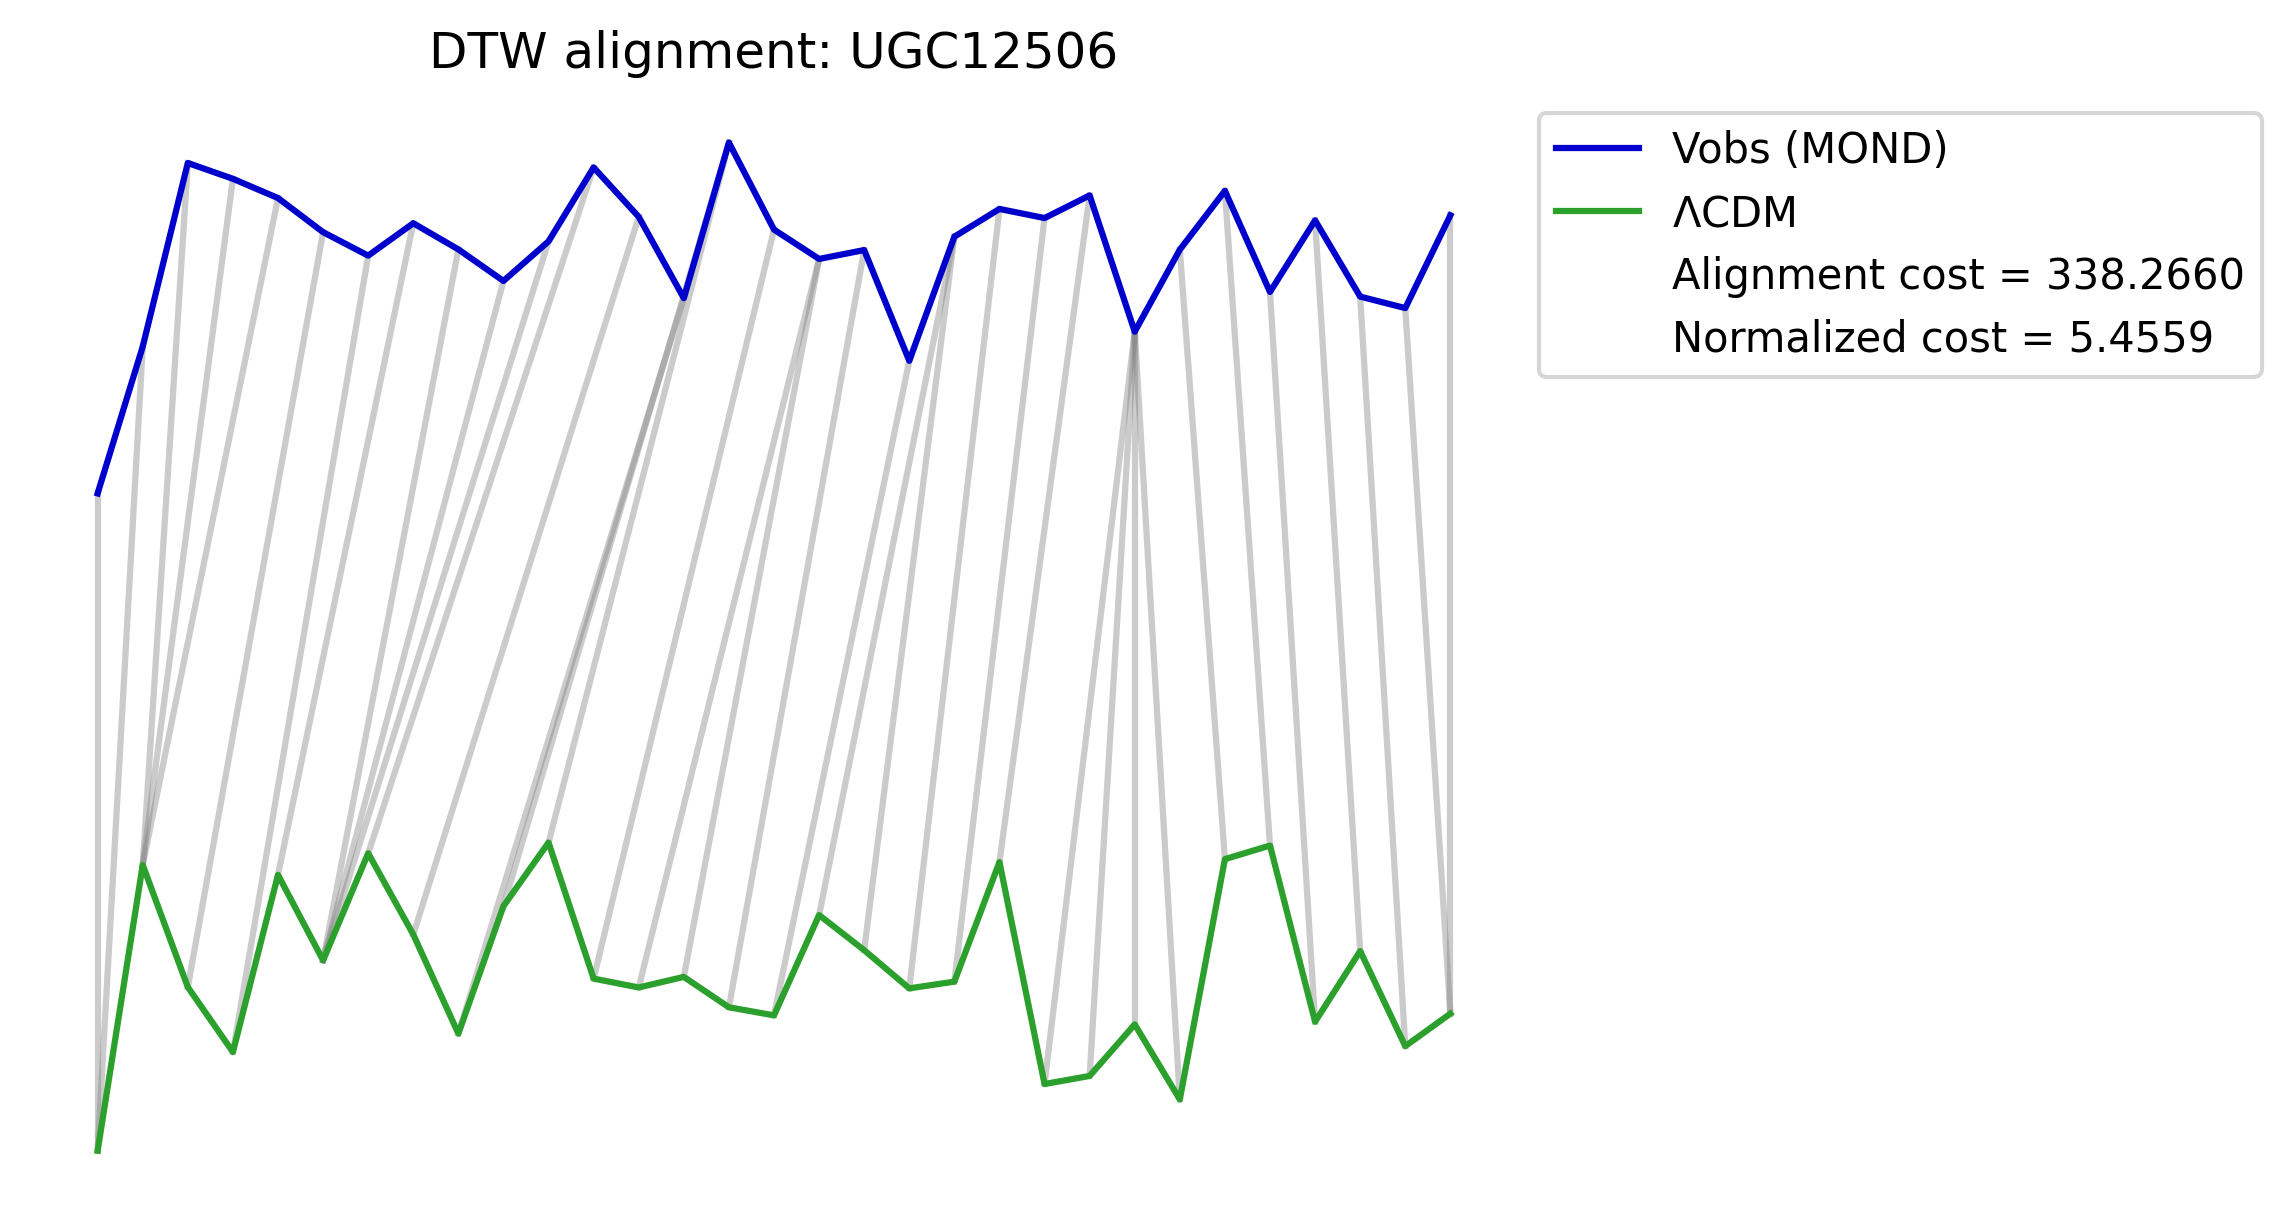 DTW alignment: UGC12506
Vobs (MOND)
ΛCDM
Alignment cost = 338.2660
Normalized cost = 5.4559